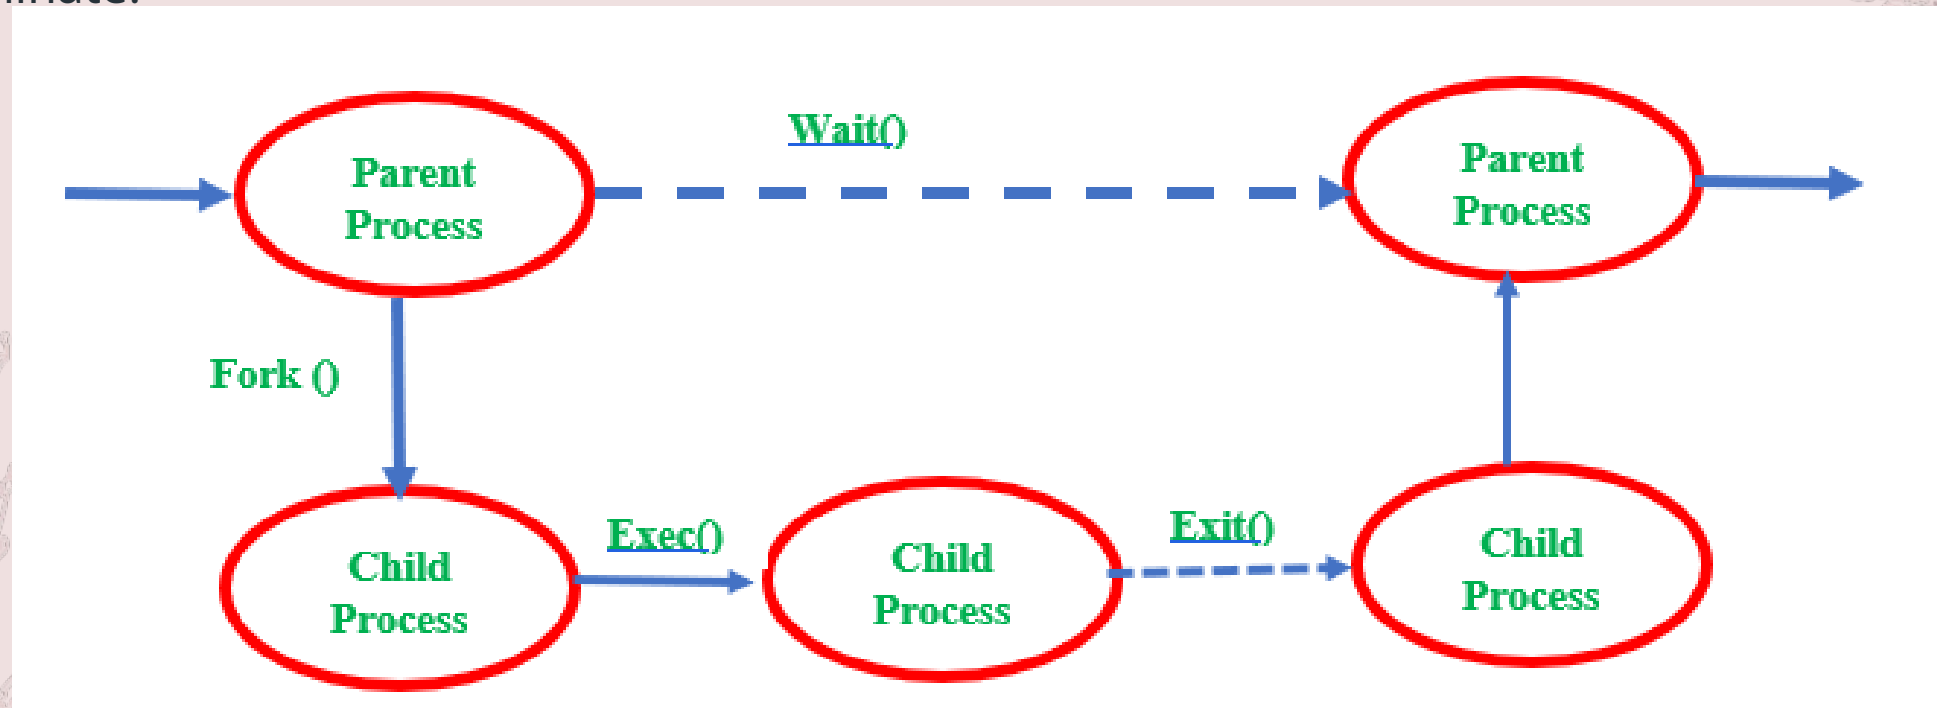 Parent
Process
Wait()
Parent
Process
Fork ()
Child
Process
Exec()
Child
Process
Exit()
Child
Process